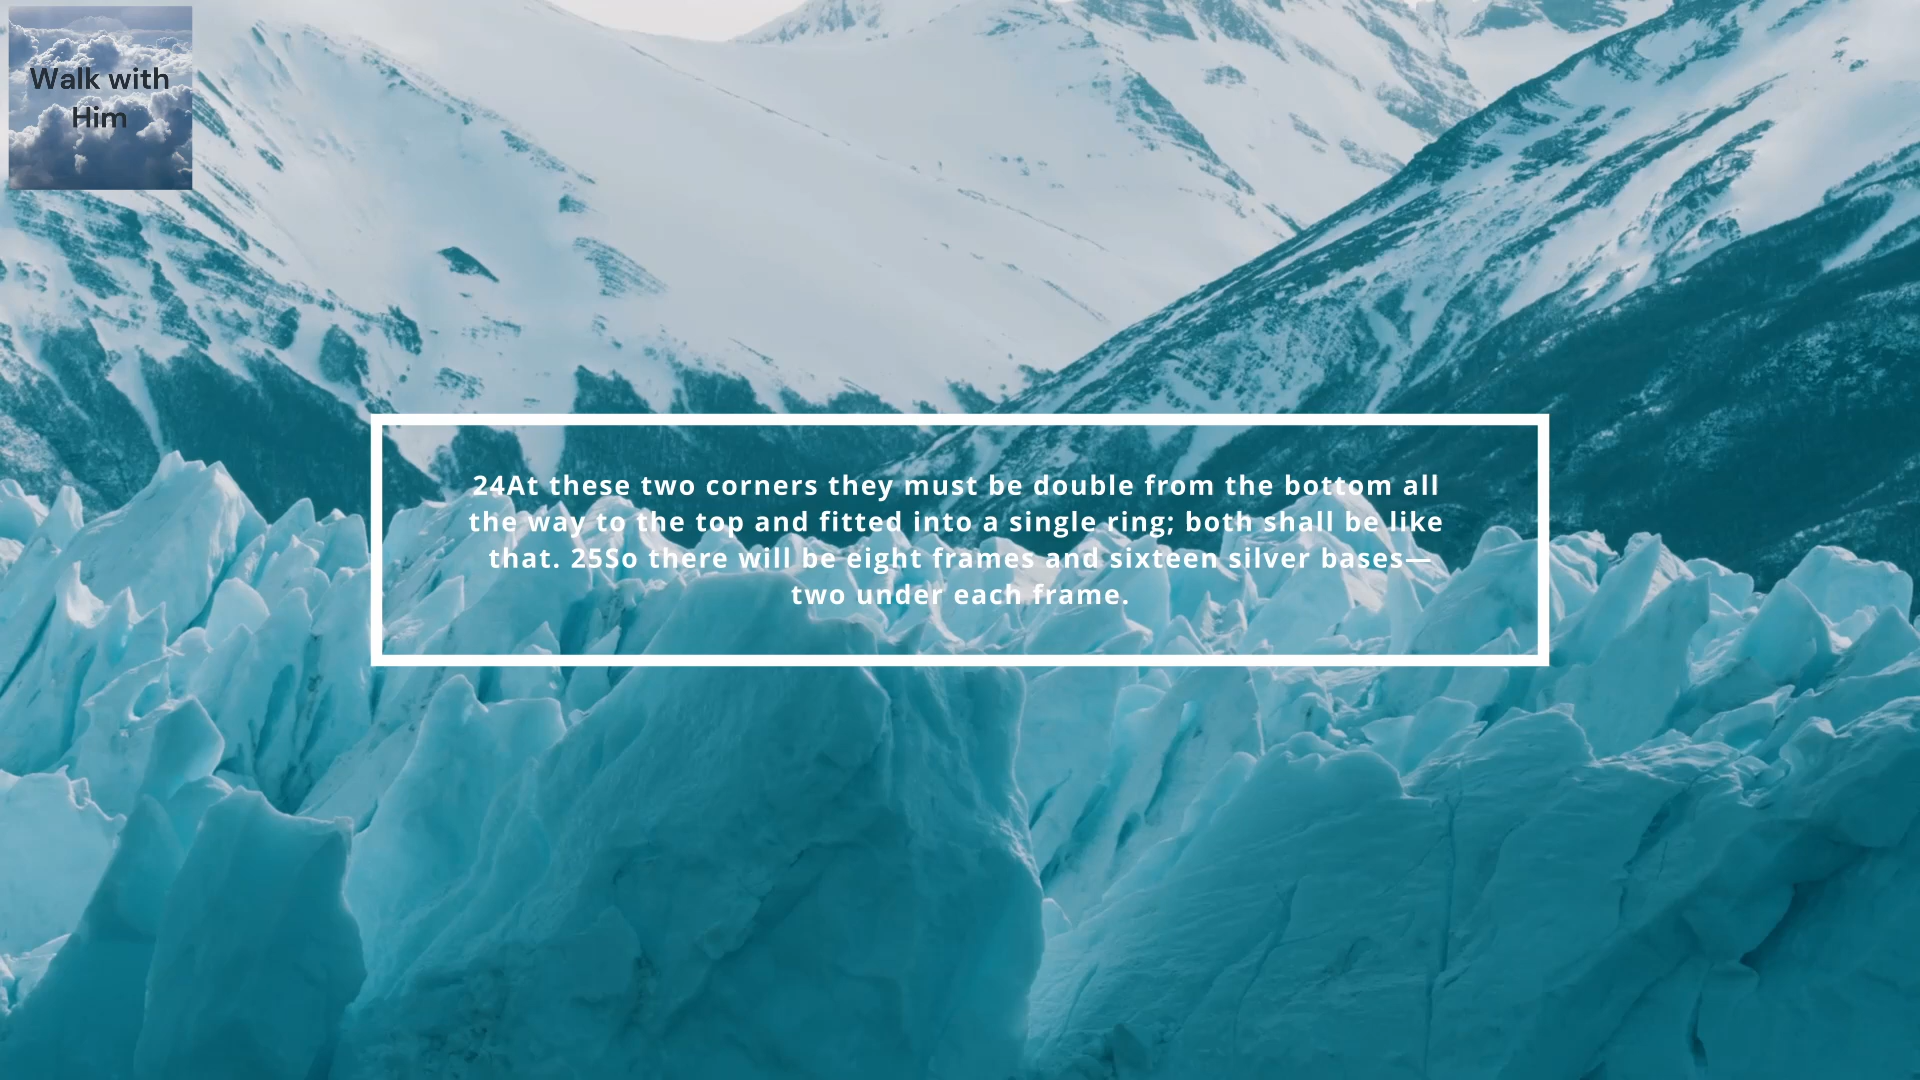 Walk with
Him
24At these two corners they must be double from the bottom all
the way to the top and fitted into a single ring; both shall be like
that. 25So there will be eight frames and sixteen silver bases—
two under each frame.